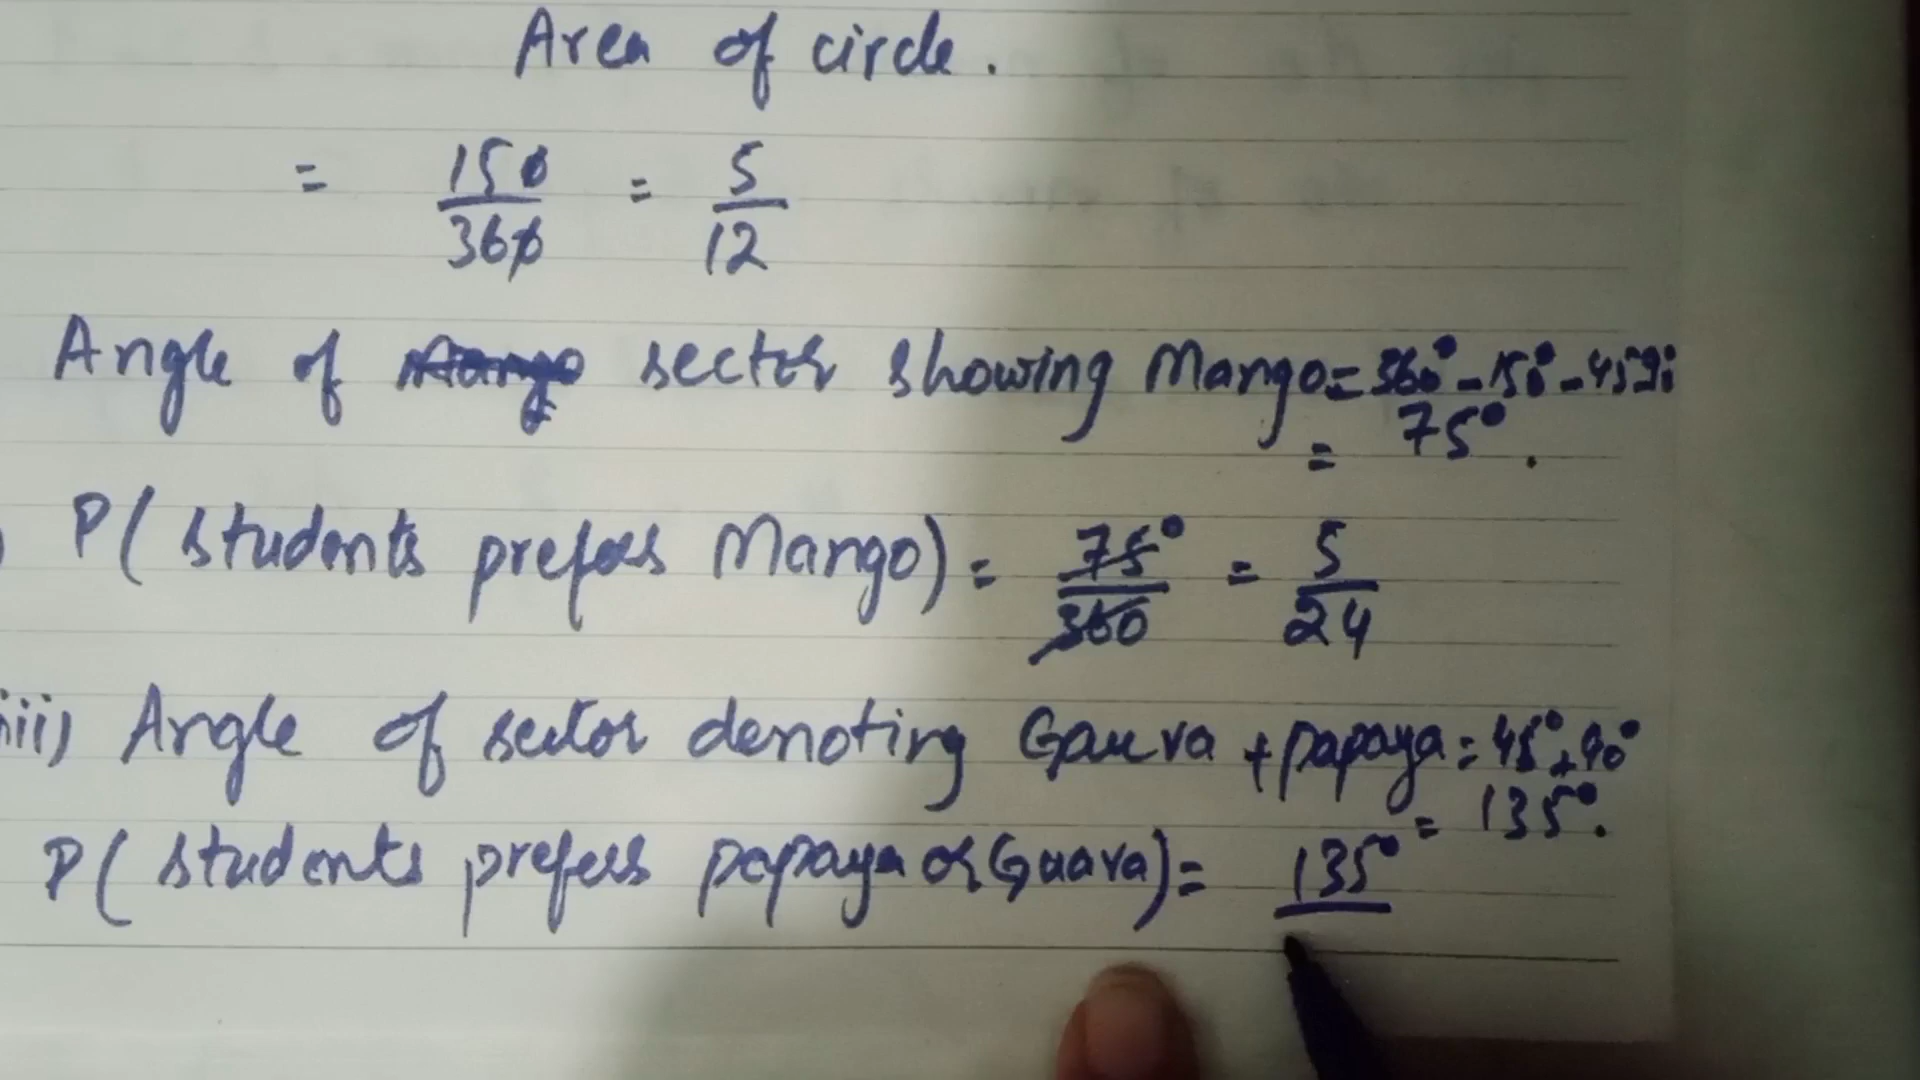 Area of circle.
= 150/360 = 5/12
Angle of sector showing Mango = 360° - 150° - 45° - 90°
= 75°.
P( students prefers Mango) = 75°/360 = 5/24
iii) Angle of sector denoting Gauva + papaya = 45° + 90°
= 135°.
P( students prefers papaya or Guava) = 135°